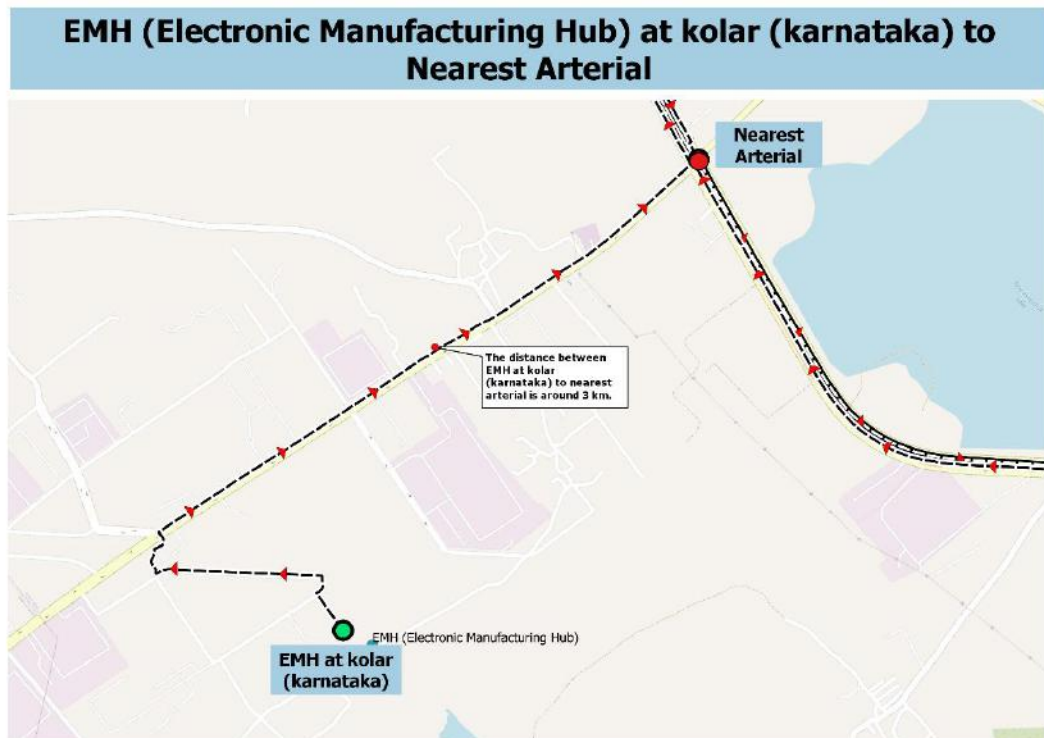 EMH (Electronic Manufacturing Hub) at kolar (karnataka) to
Nearest Arterial
Nearest
Arterial
The distance between
EMH at kolar
(karnataka) to nearest
arterial is around 3 km.
EMH (Electronic Manufacturing Hub)
EMH at kolar
(karnataka)